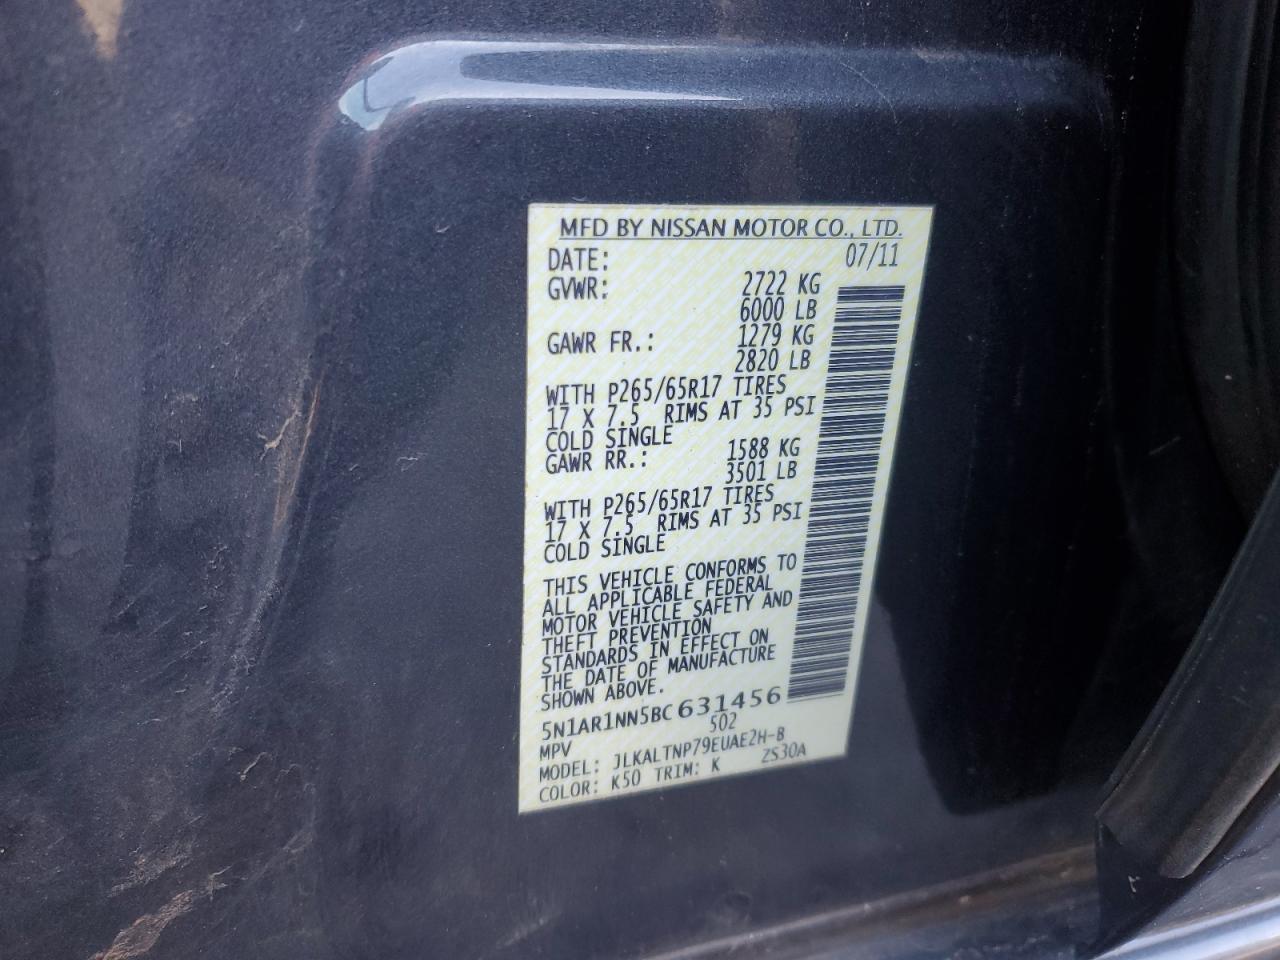 MFD BY NISSAN MOTOR CO., LTD.
DATE: 07/11
GVWR: 2722 KG
6000 LB
GAWR FR.: 1279 KG
2820 LB
WITH P265/65R17 TIRES
17 X 7.5 RIMS AT 35 PSI
COLD SINGLE
GAWR RR.: 1588 KG
3501 LB
WITH P265/65R17 TIRES
17 X 7.5 RIMS AT 35 PSI
COLD SINGLE
THIS VEHICLE CONFORMS TO
ALL APPLICABLE FEDERAL
MOTOR VEHICLE SAFETY AND
THEFT PREVENTION
STANDARDS IN EFFECT ON
THE DATE OF MANUFACTURE
SHOWN ABOVE.
5N1AR1NN5BC631456
MPV 502
MODEL: JLKALTNP79EUAE2H-B
COLOR: K50 TRIM: K ZS30A